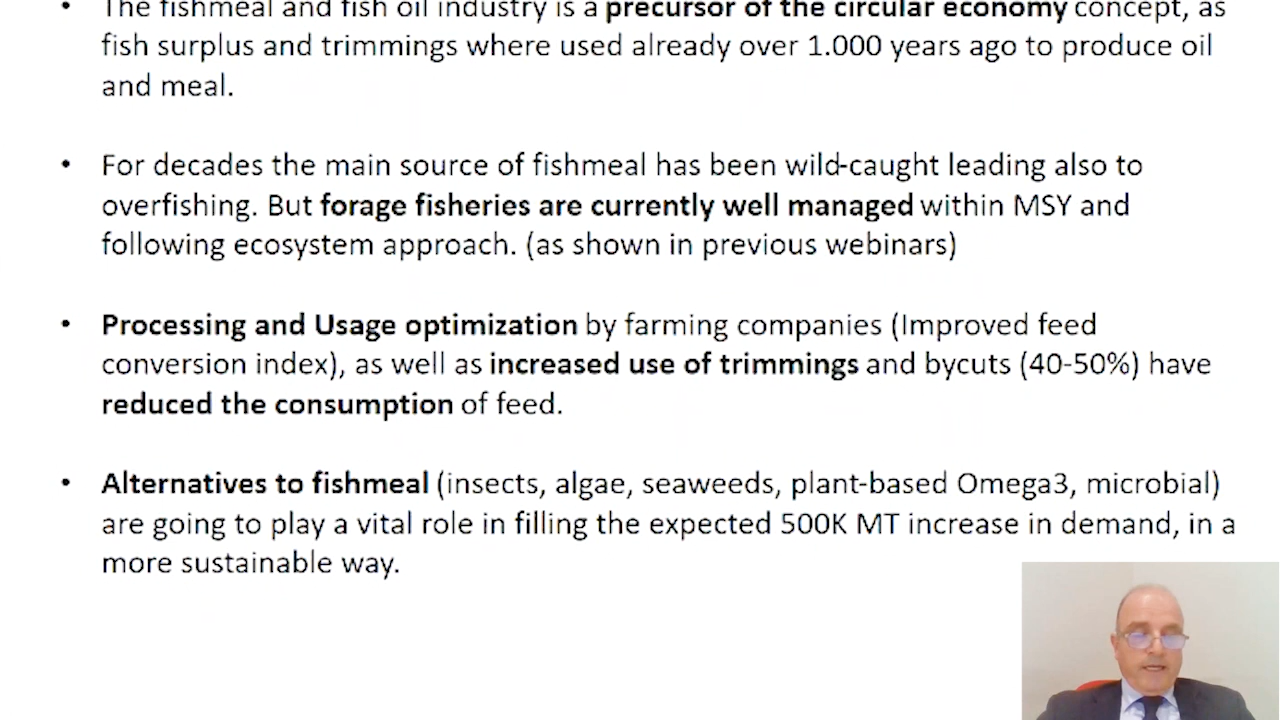 The fishmeal and fish oil industry is a precursor of the circular economy concept, as
fish surplus and trimmings where used already over 1.000 years ago to produce oil
and meal.
• For decades the main source of fishmeal has been wild-caught leading also to
overfishing. But forage fisheries are currently well managed within MSY and
following ecosystem approach. (as shown in previous webinars)
• Processing and Usage optimization by farming companies (Improved feed
conversion index), as well as increased use of trimmings and bycuts (40-50%) have
reduced the consumption of feed.
• Alternatives to fishmeal (insects, algae, seaweeds, plant-based Omega3, microbial)
are going to play a vital role in filling the expected 500K MT increase in demand, in a
more sustainable way.